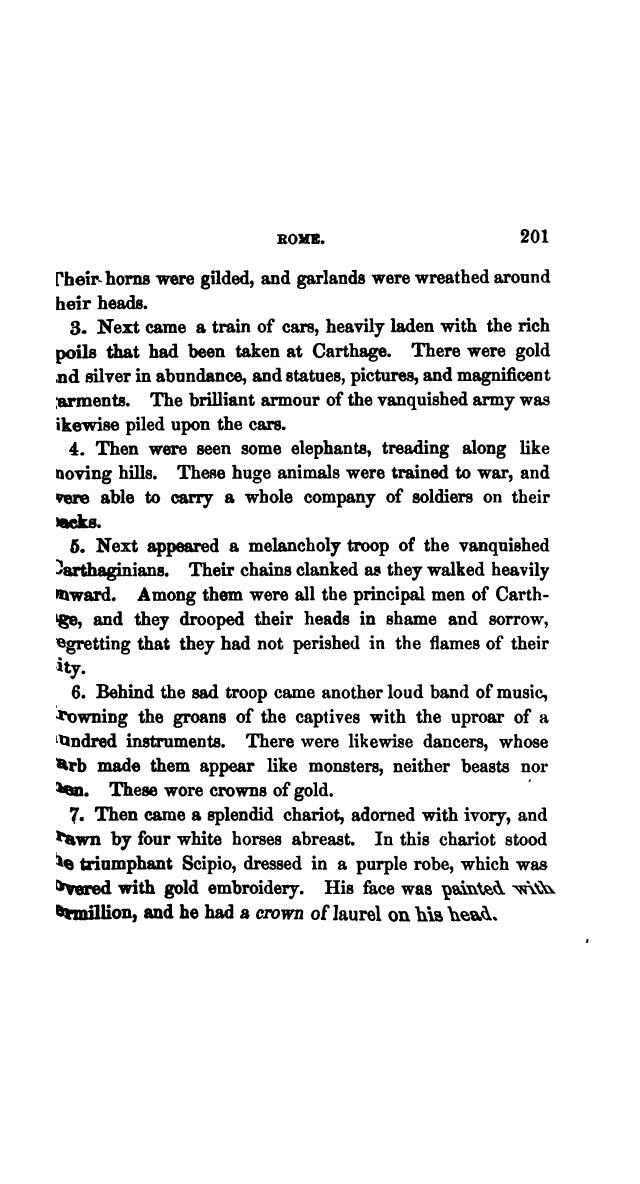 ROME. 201
Their horns were gilded, and garlands were wreathed around
heir heads.
3. Next came a train of cars, heavily laden with the rich
poils that had been taken at Carthage. There were gold
nd silver in abundance, and statues, pictures, and magnificent
arments. The brilliant armour of the vanquished army was
ikewise piled upon the cars.
4. Then were seen some elephants, treading along like
noving hills. These huge animals were trained to war, and
were able to carry a whole company of soldiers on their
backs.
5. Next appeared a melancholy troop of the vanquished
Carthaginians. Their chains clanked as they walked heavily
onward. Among them were all the principal men of Carth-
ge, and they drooped their heads in shame and sorrow,
egretting that they had not perished in the flames of their
ity.
6. Behind the sad troop came another loud band of music,
rowning the groans of the captives with the uproar of a
undred instruments. There were likewise dancers, whose
arb made them appear like monsters, neither beasts nor
men. These wore crowns of gold.
7. Then came a splendid chariot, adorned with ivory, and
rawn by four white horses abreast. In this chariot stood
he triumphant Scipio, dressed in a purple robe, which was
overed with gold embroidery. His face was painted with
ermillion, and he had a crown of laurel on his head.